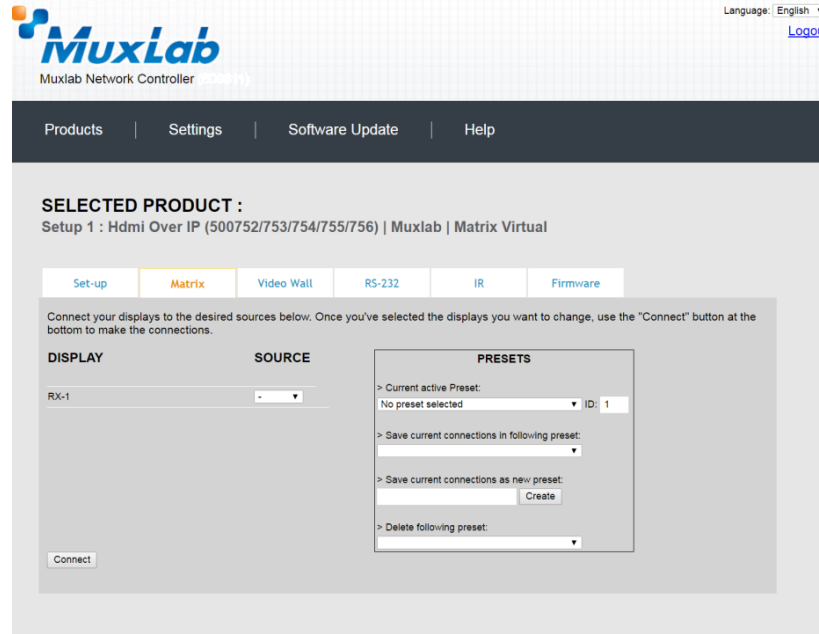 Language: English
Logou
MuxLab
Muxlab Network Controller
Products | Settings | Software Update | Help
SELECTED PRODUCT :
Setup 1 : Hdmi Over IP (500752/753/754/755/756) | Muxlab | Matrix Virtual
Set-up Matrix Video Wall RS-232 IR Firmware
Connect your displays to the desired sources below. Once you've selected the displays you want to change, use the "Connect" button at the
bottom to make the connections.
DISPLAY SOURCE PRESETS
> Current active Preset:
RX-1 - No preset selected ID: 1
> Save current connections in following preset:
> Save current connections as new preset:
Create
> Delete following preset:
Connect